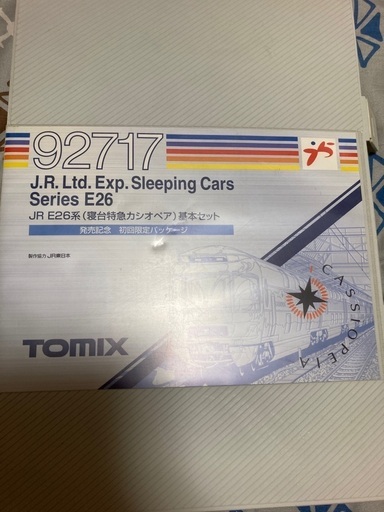 92717
J.R. Ltd. Exp. Sleeping Cars
Series E26
JR E26系(寝台特急カシオペア)基本セット
発売記念 初回限定パッケージ
製作協力 JR東日本
CASSIOPEIA
TOMIX